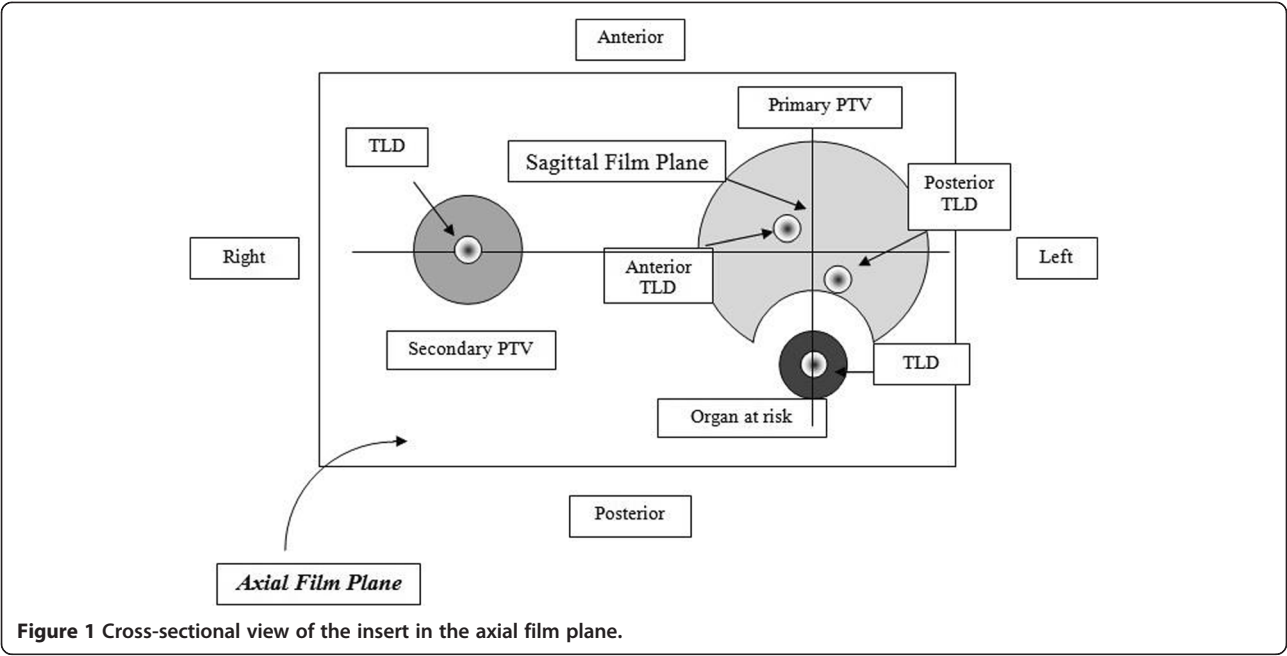 Anterior
Primary PTV
TLD
Sagittal Film Plane
Posterior
TLD
Right
Anterior
TLD
Left
Secondary PTV
TLD
Organ at risk
Posterior
Axial Film Plane
Figure 1 Cross-sectional view of the insert in the axial film plane.